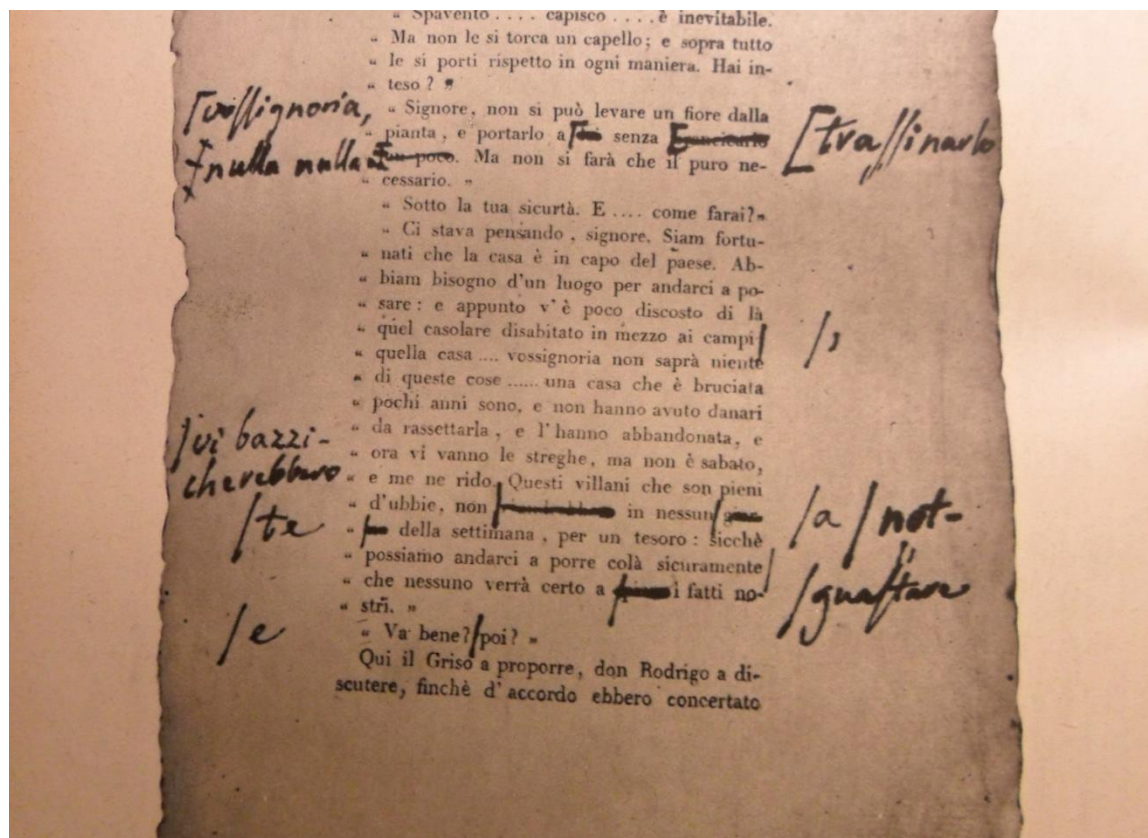 " Spavento . . . . capisco . . . . è inevitabile.
" Ma non le si torca un capello; e sopra tutto
" le si porti rispetto in ogni maniera. Hai in-
" teso? "
[vossignoria,
" Signore, non si può levare un fiore dalla
" pianta, e portarlo a senza
[trassinarlo
nulla nulla
Ma non si farà che il puro ne-
" cessario. "
" Sotto la tua sicurtà. E .... come farai? "
" Ci stava pensando, signore. Siam fortu-
" nati che la casa è in capo del paese. Ab-
" biam bisogno d'un luogo per andarci a po-
" sare: e appunto v'è poco discosto di là
" quel casolare disabitato in mezzo ai campi
" quella casa .... vossignoria non saprà niente
" di queste cose ...... una casa che è bruciata
" pochi anni sono, e non hanno avuto danari
" da rassettarla, e l'hanno abbandonata, e
" ora vi vanno le streghe, ma non è sabato,
vi bazzi-
cherebbero
" e me ne rido. Questi villani che son pieni
" d'ubbie, non in nessun
/te
/a /not-
" della settimana, per un tesoro: sicchè
" possiamo andarci a porre colà sicuramente
" che nessuno verrà certo a i fatti no-
/guastare
" stri. "
/e
" Va bene? poi? "
Qui il Griso a proporre, don Rodrigo a di-
scutere, finchè d'accordo ebbero concertato